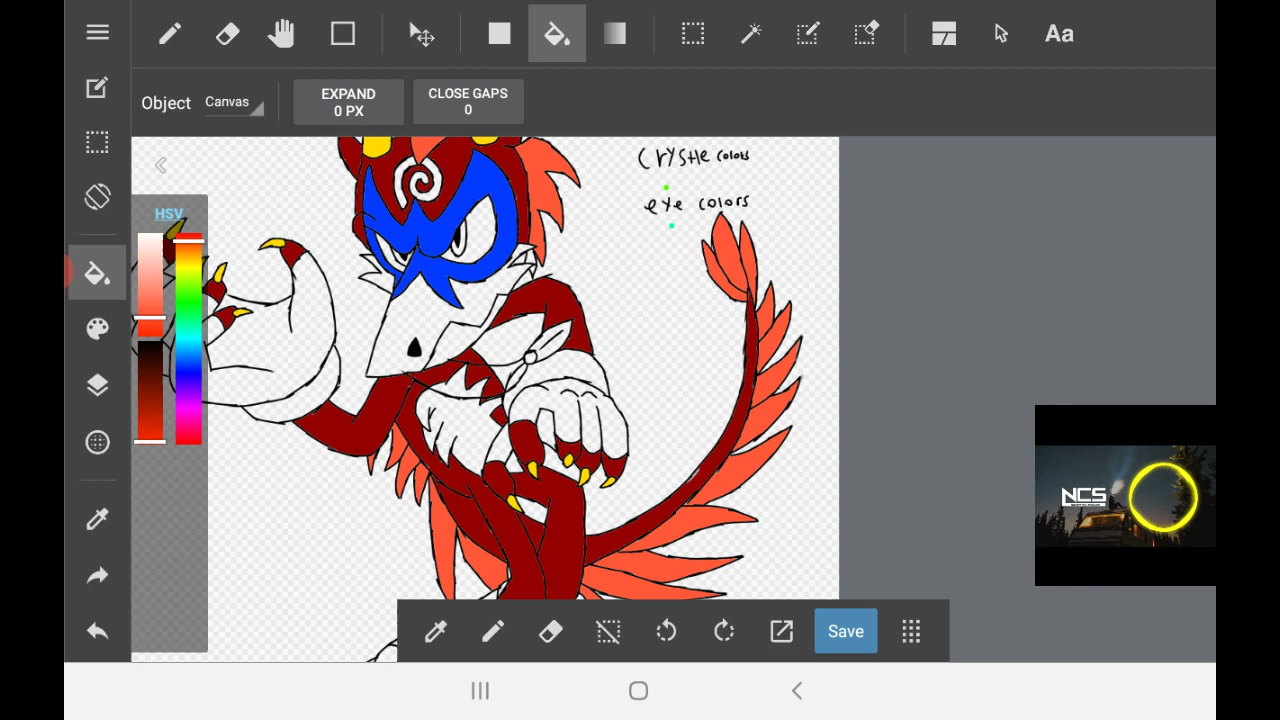 Aa
Object Canvas
EXPAND
0 PX
CLOSE GAPS
0
HSV
Crystle colors
eye colors
NCS
Save